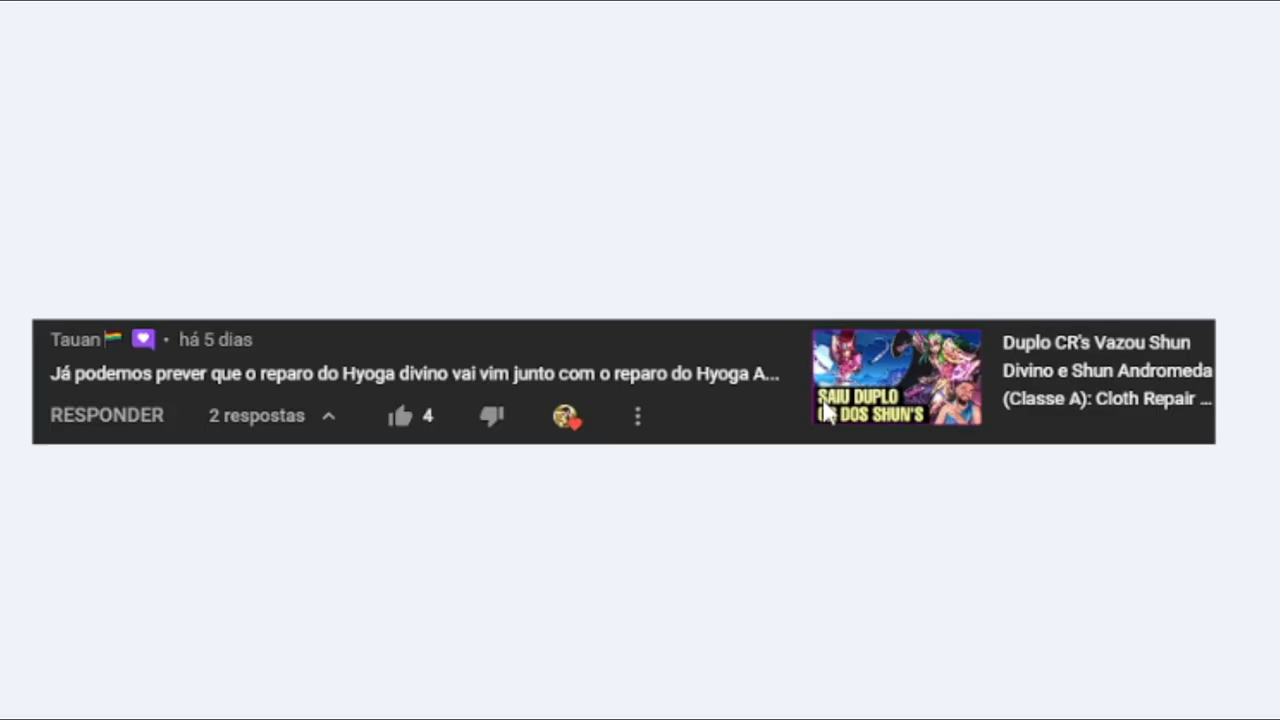 Tauan🏳️‍🌈 💜 • há 5 dias
Já podemos prever que o reparo do Hyoga divino vai vim junto com o reparo do Hyoga A...
RESPONDER 2 respostas 4
SAIU DUPLO
DOS SHUN'S
Duplo CR's Vazou Shun
Divino e Shun Andromeda
(Classe A): Cloth Repair ...